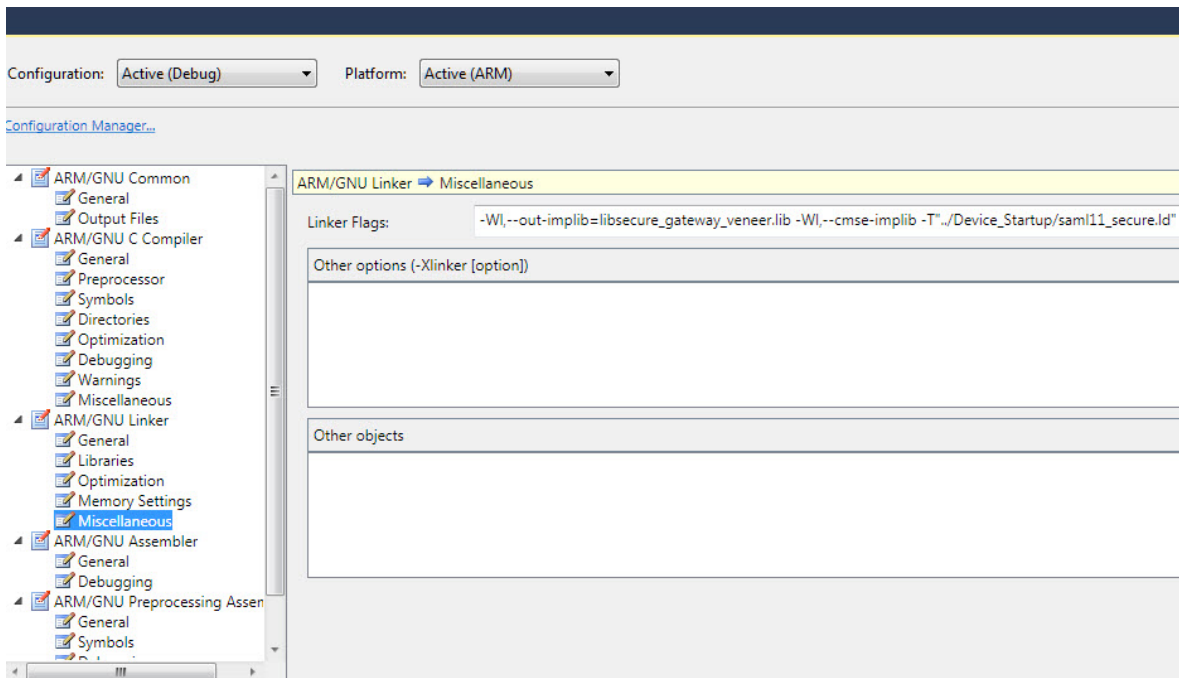 Configuration: Active (Debug) Platform: Active (ARM)
Configuration Manager...
ARM/GNU Common
General
Output Files
ARM/GNU C Compiler
General
Preprocessor
Symbols
Directories
Optimization
Debugging
Warnings
Miscellaneous
ARM/GNU Linker
General
Libraries
Optimization
Memory Settings
Miscellaneous
ARM/GNU Assembler
General
Debugging
ARM/GNU Preprocessing Assen
General
Symbols
ARM/GNU Linker ➡ Miscellaneous
Linker Flags: -Wl,--out-implib=libsecure_gateway_veneer.lib -Wl,--cmse-implib -T"../Device_Startup/saml11_secure.ld"
Other options (-Xlinker [option])
Other objects